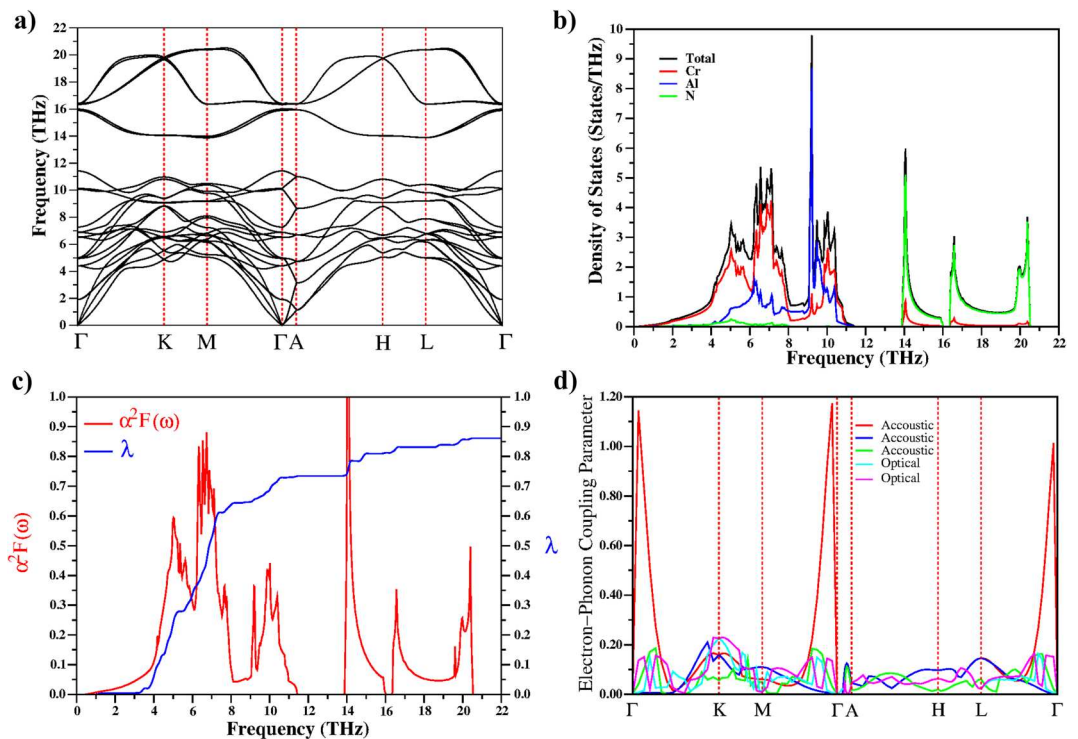 a)
22
20
18
16
14
12
10
8
6
4
2
0
Frequency (THz)
Γ K M Γ A H L Γ
b)
10
9
8
7
6
5
4
3
2
1
0
Density of States (States/THz)
Total
Cr
Al
N
0 2 4 6 8 10 12 14 16 18 20 22
Frequency (THz)
c)
1.0
0.9
0.8
0.7
0.6
0.5
0.4
0.3
0.2
0.1
0.0
α²F(ω)
α²F(ω)
λ
1.0
0.9
0.8
0.7
0.6
0.5
0.4
0.3
0.2
0.1
0.0
λ
0 2 4 6 8 10 12 14 16 18 20 22
Frequency (THz)
d)
1.20
1.00
0.80
0.60
0.40
0.20
0.00
Electron–Phonon Coupling Parameter
Accoustic
Accoustic
Accoustic
Optical
Optical
Γ K M Γ A H L Γ